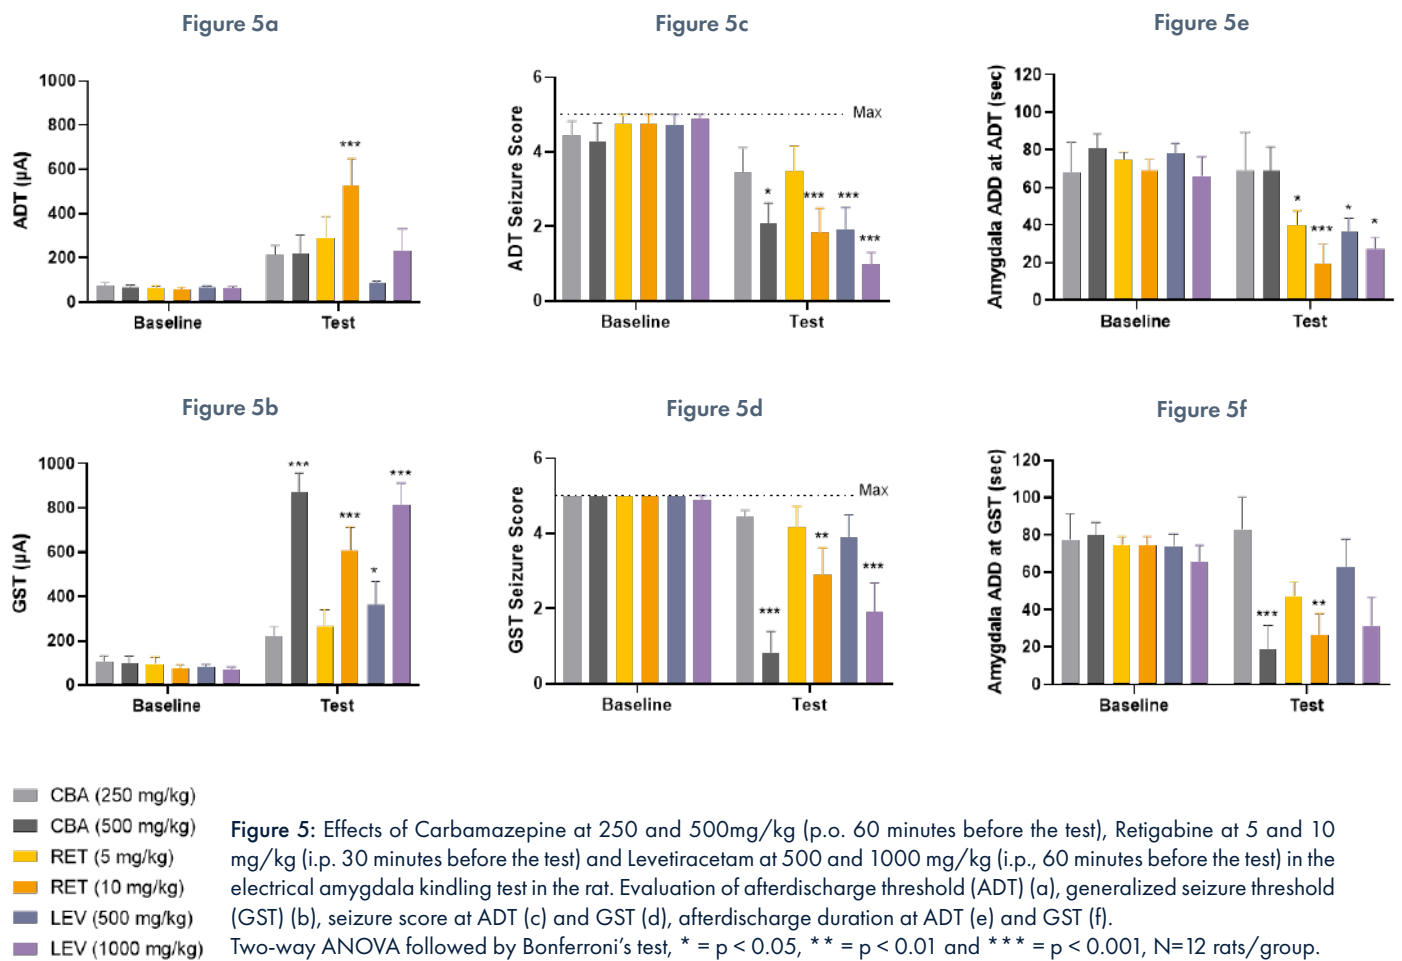 Figure 5a
ADT (µA)
1000
800
600
400
200
0
***
Baseline
Test
Figure 5c
ADT Seizure Score
6
4
2
0
Max
*
***
***
***
Baseline
Test
Figure 5e
Amygdala ADD at ADT (sec)
120
100
80
60
40
20
0
*
***
*
*
Baseline
Test
Figure 5b
GST (µA)
1000
800
600
400
200
0
***
***
*
***
Baseline
Test
Figure 5d
GST Seizure Score
6
4
2
0
Max
***
**
***
Baseline
Test
Figure 5f
Amygdala ADD at GST (sec)
120
100
80
60
40
20
0
***
**
Baseline
Test
CBA (250 mg/kg)
CBA (500 mg/kg)
RET (5 mg/kg)
RET (10 mg/kg)
LEV (500 mg/kg)
LEV (1000 mg/kg)
Figure 5: Effects of Carbamazepine at 250 and 500mg/kg (p.o. 60 minutes before the test), Retigabine at 5 and 10
mg/kg (i.p. 30 minutes before the test) and Levetiracetam at 500 and 1000 mg/kg (i.p., 60 minutes before the test) in the
electrical amygdala kindling test in the rat. Evaluation of afterdischarge threshold (ADT) (a), generalized seizure threshold
(GST) (b), seizure score at ADT (c) and GST (d), afterdischarge duration at ADT (e) and GST (f).
Two-way ANOVA followed by Bonferroni's test, * = p < 0.05, ** = p < 0.01 and *** = p < 0.001, N=12 rats/group.